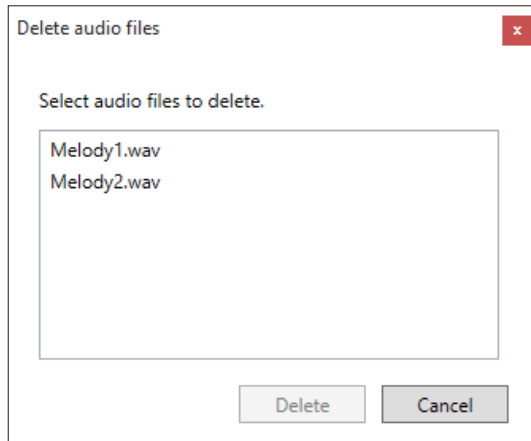 Delete audio files
x
Select audio files to delete.
Melody1.wav
Melody2.wav
Delete
Cancel